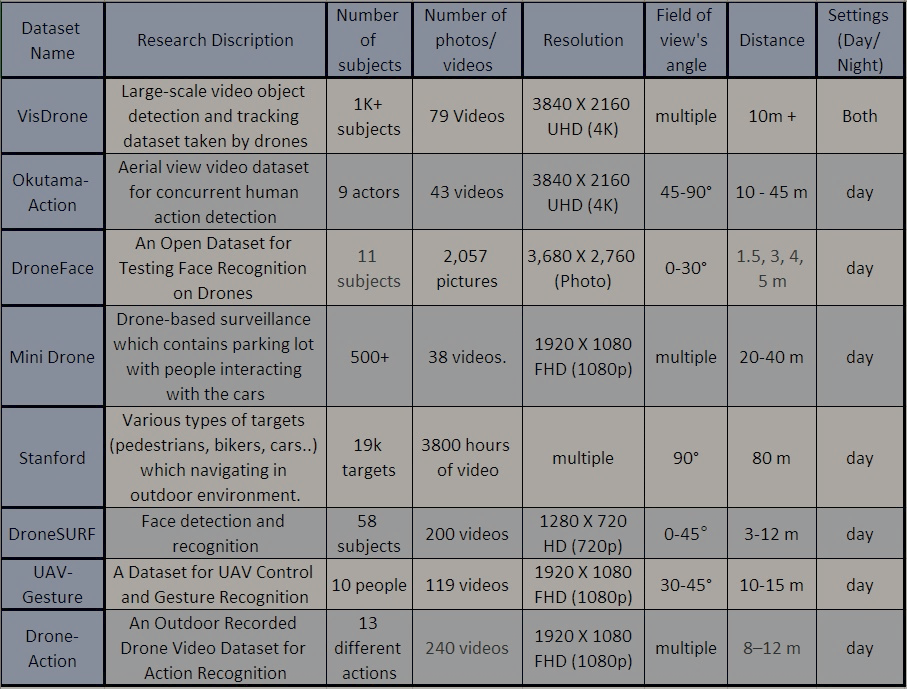 Dataset
Name
Research Discription
Number
of
subjects
Number of
photos/
videos
Resolution
Field of
view's
angle
Distance
Settings
(Day/
Night)
VisDrone
Large-scale video object
detection and tracking
dataset taken by drones
1K+
subjects
79 Videos
3840 X 2160
UHD (4K)
multiple
10m +
Both
Okutama-
Action
Aerial view video dataset
for concurrent human
action detection
9 actors
43 videos
3840 X 2160
UHD (4K)
45-90°
10 - 45 m
day
DroneFace
An Open Dataset for
Testing Face Recognition
on Drones
11
subjects
2,057
pictures
3,680 X 2,760
(Photo)
0-30°
1.5, 3, 4,
5 m
day
Mini Drone
Drone-based surveillance
which contains parking lot
with people interacting
with the cars
500+
38 videos.
1920 X 1080
FHD (1080p)
multiple
20-40 m
day
Stanford
Various types of targets
(pedestrians, bikers, cars..)
which navigating in
outdoor environment.
19k
targets
3800 hours
of video
multiple
90°
80 m
day
DroneSURF
Face detection and
recognition
58
subjects
200 videos
1280 X 720
HD (720p)
0-45°
3-12 m
day
UAV-
Gesture
A Dataset for UAV Control
and Gesture Recognition
10 people
119 videos
1920 X 1080
FHD (1080p)
30-45°
10-15 m
day
Drone-
Action
An Outdoor Recorded
Drone Video Dataset for
Action Recognition
13
different
actions
240 videos
1920 X 1080
FHD (1080p)
multiple
8–12 m
day